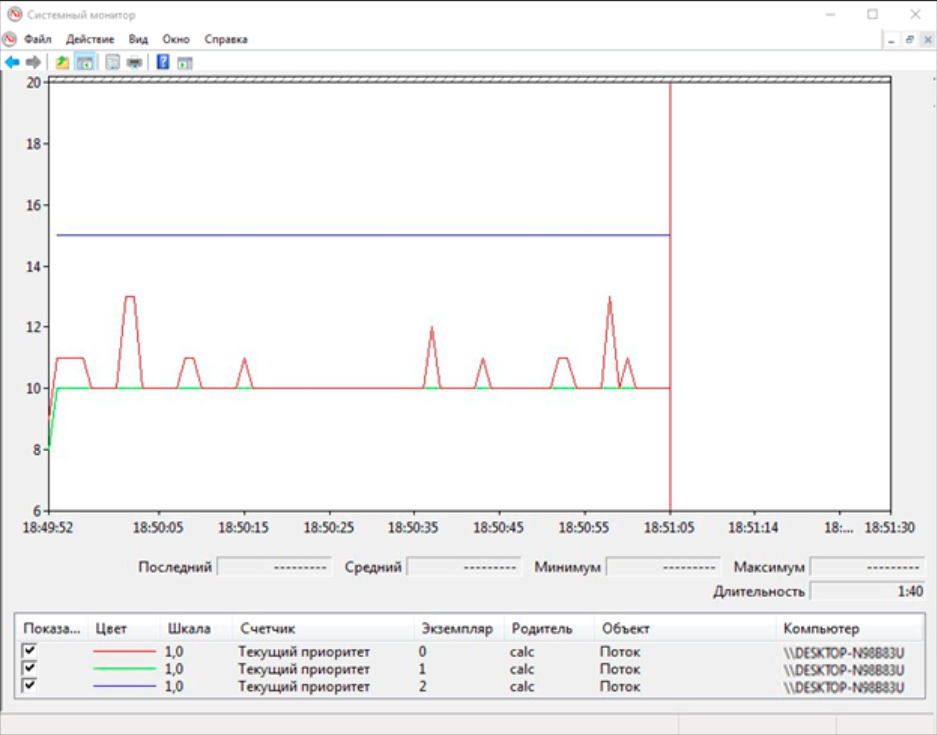 Системный монитор
Файл Действие Вид Окно Справка
20
18
16
14
12
10
8
6
18:49:52 18:50:05 18:50:15 18:50:25 18:50:35 18:50:45 18:50:55 18:51:05 18:51:14 18:... 18:51:30
Последний --------- Средний --------- Минимум --------- Максимум ---------
Длительность 1:40
Показа... Цвет Шкала Счетчик Экземпляр Родитель Объект Компьютер
1,0 Текущий приоритет 0 calc Поток \\DESKTOP-N98B83U
1,0 Текущий приоритет 1 calc Поток \\DESKTOP-N98B83U
1,0 Текущий приоритет 2 calc Поток \\DESKTOP-N98B83U